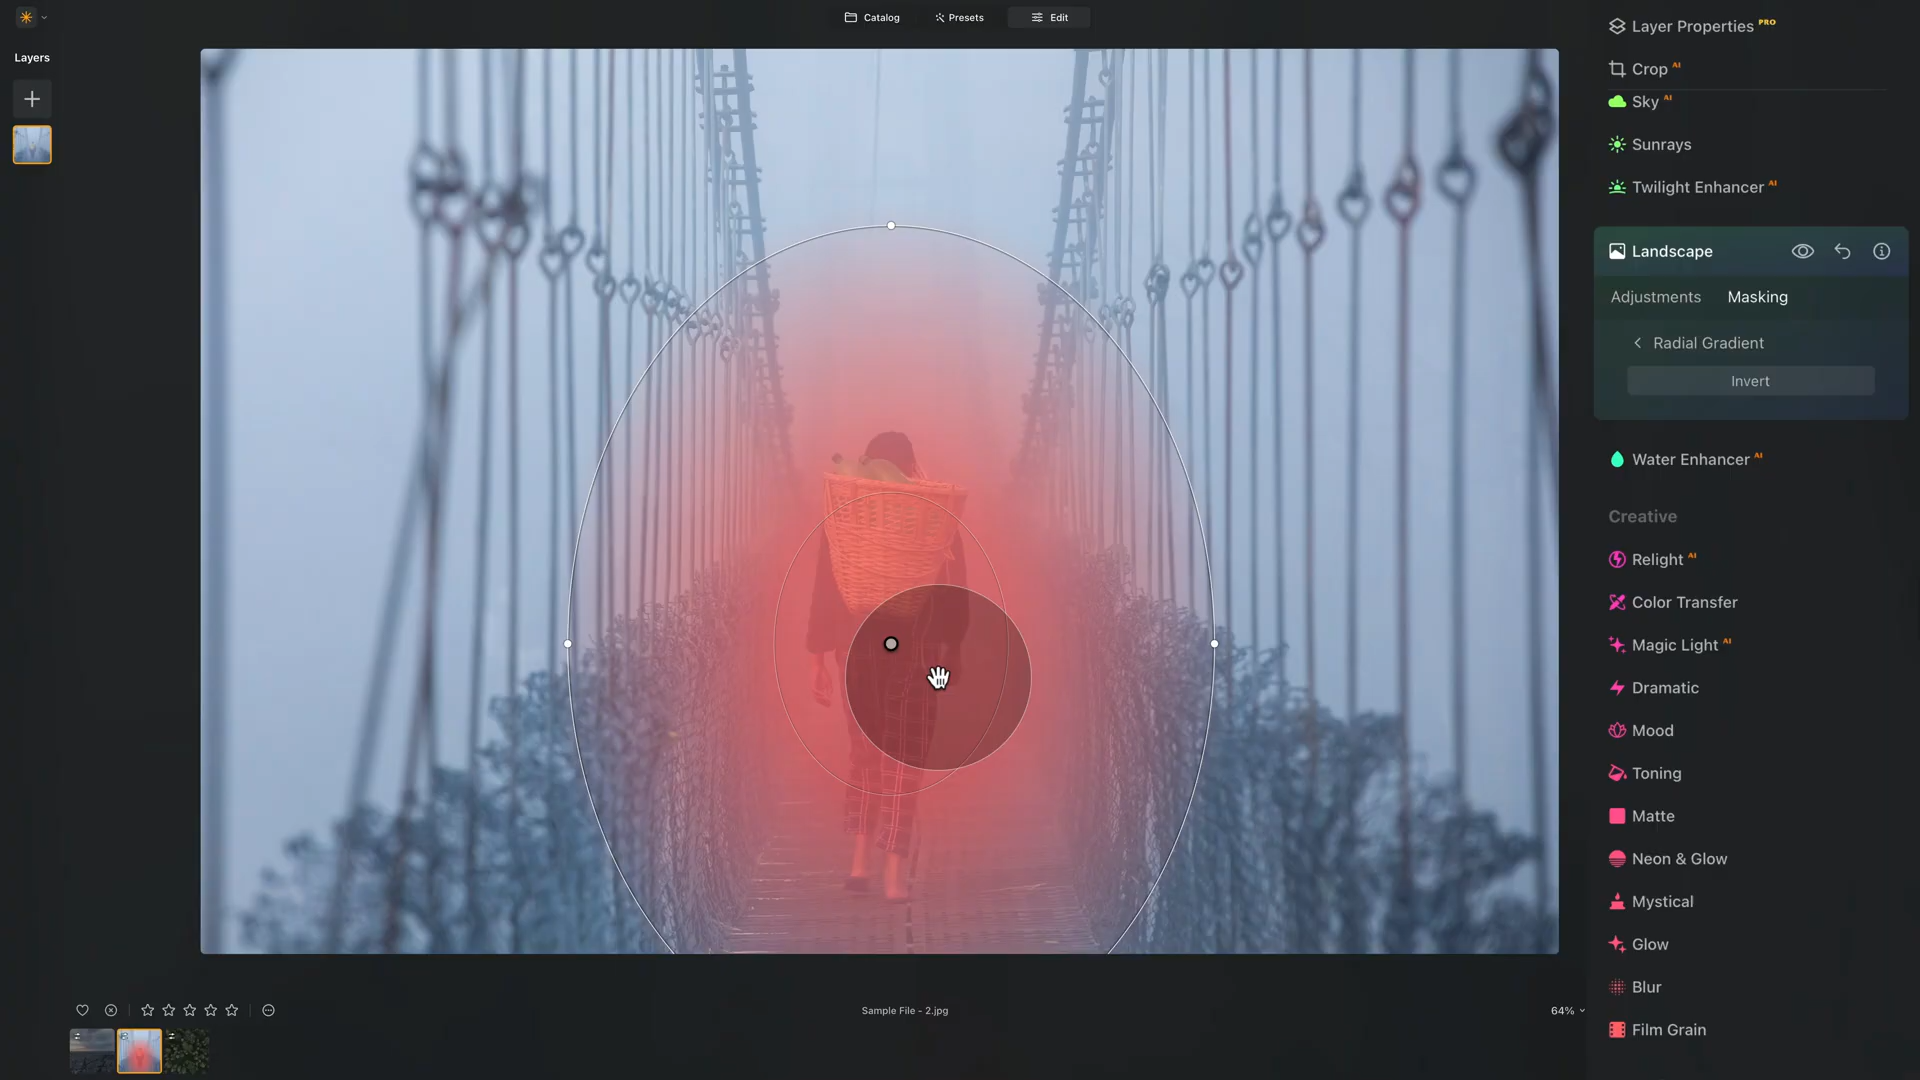 Catalog
Presets
Edit
Layers
Layer Properties PRO
Crop AI
Sky AI
Sunrays
Twilight Enhancer AI
Landscape
Adjustments
Masking
Radial Gradient
Invert
Water Enhancer AI
Creative
Relight AI
Color Transfer
Magic Light AI
Dramatic
Mood
Toning
Matte
Neon & Glow
Mystical
Glow
Blur
Film Grain
Sample File - 2.jpg
64%